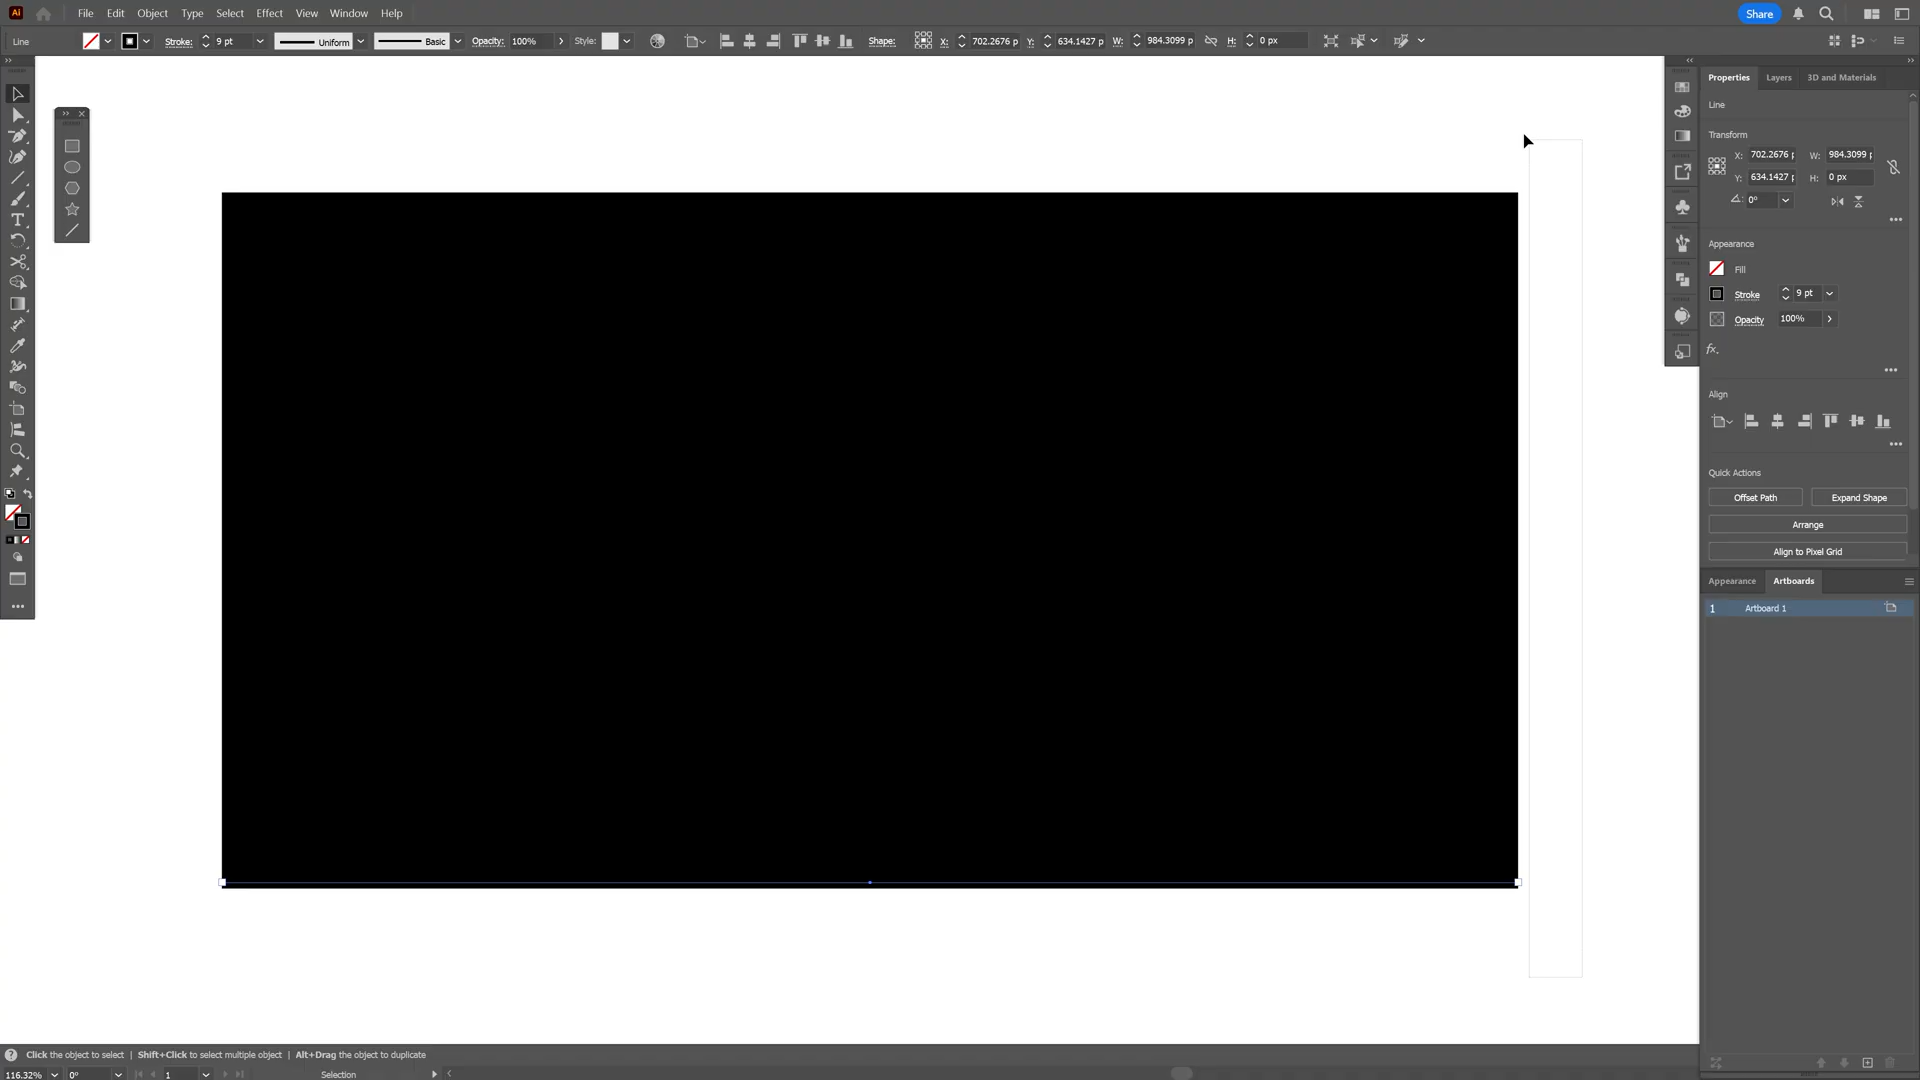 Ai File Edit Object Type Select Effect View Window Help Share
Line Stroke: 9 pt Uniform Basic Opacity: 100% Style: Shape: X: 702.2676 p Y: 634.1427 p W: 984.3099 p H: 0 px
Properties Layers 3D and Materials
Line
Transform
X: 702.2676 W: 984.3099
Y: 634.1427 H: 0 px
0°
Appearance
Fill
Stroke 9 pt
Opacity 100%
fx.
Align
Quick Actions
Offset Path Expand Shape
Arrange
Align to Pixel Grid
Appearance Artboards
1 Artboard 1
Click the object to select Shift+Click to select multiple object Alt+Drag the object to duplicate
116.32% 0° 1 Selection